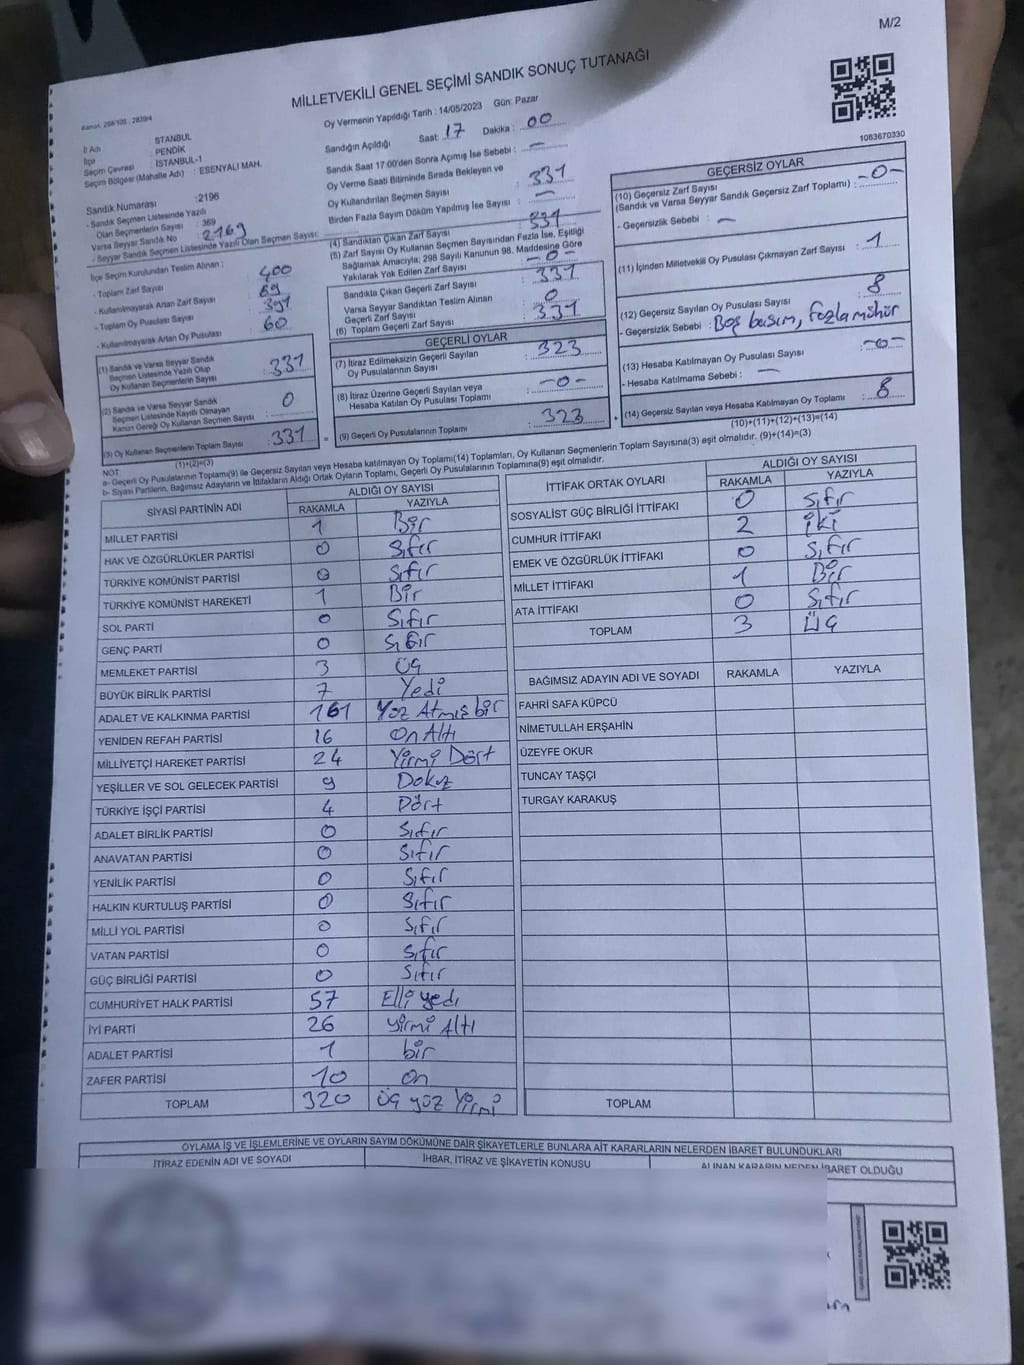 M/2
MİLLETVEKİLİ GENEL SEÇİMİ SANDIK SONUÇ TUTANAĞI
Oy Vermenin Yapıldığı Tarih : 14/05/2023 Gün: Pazar
İl Adı : İSTANBUL
İlçe : PENDİK
Seçim Çevresi : İSTANBUL-1
Seçim Bölgesi (Mahalle Adı) : ESENYALI MAH.
Sandık Numarası : 2196
- Sandık Seçmen Listesinde Yazılı
Olan Seçmenlerin Sayısı : 369
Varsa Seyyar Sandık No : 2169
- Seyyar Sandık Seçmen Listesinde Yazılı Olan Seçmen Sayısı:
Sandığın Açıldığı Saat: 17 Dakika : 00
Sandık Saat 17:00'den Sonra Açımış İse Sebebi : —
Oy Verme Saati Bitiminde Sırada Bekleyen ve
Oy Kullandırılan Seçmen Sayısı : 331
Birden Fazla Sayım Döküm Yapılmış İse Sayısı : —
1083670330
İlçe Seçim Kurulundan Teslim Alınan :
- Toplam Zarf Sayısı 400
- Kullanılmayarak Artan Zarf Sayısı 69
- Toplam Oy Pusulası Sayısı 391
- Kullanılmayarak Artan Oy Pusulası 60
(1) Sandık ve Varsa Seyyar Sandık
Seçmen Listesinde Yazılı Olup
Oy Kullanan Seçmenlerin Sayısı : 331
(2) Sandık ve Varsa Seyyar Sandık
Seçmen Listesinde Kayıtlı Olmayan
Kanun Gereği Oy Kullanan Seçmen Sayısı : 0
(3) Oy Kullanan Seçmenlerin Toplam Sayısı : 331
(1)+(2)=(3)
(4) Sandıktan Çıkan Zarf Sayısı : 331
(5) Zarf Sayısı Oy Kullanan Seçmen Sayısından Fazla İse, Eşitliği
Sağlamak Amacıyla; 298 Sayılı Kanunun 98. Maddesine Göre
Yakılarak Yok Edilen Zarf Sayısı : -0-
Sandıkta Çıkan Geçerli Zarf Sayısı : 331
Varsa Seyyar Sandıktan Teslim Alınan
Geçerli Zarf Sayısı : 0
(6) Toplam Geçerli Zarf Sayısı : 331
GEÇERLİ OYLAR
(7) İtiraz Edilmeksizin Geçerli Sayılan
Oy Pusulalarının Sayısı : 323
(8) İtiraz Üzerine Geçerli Sayılan veya
Hesaba Katılan Oy Pusulası Toplamı : -0-
(9) Geçerli Oy Pusulalarının Toplamı : 323
GEÇERSİZ OYLAR
(10) Geçersiz Zarf Sayısı
(Sandık ve Varsa Seyyar Sandık Geçersiz Zarf Toplamı) : -0-
- Geçersizlik Sebebi : —
(11) İçinden Milletvekili Oy Pusulası Çıkmayan Zarf Sayısı : 1
(12) Geçersiz Sayılan Oy Pusulası Sayısı : 8
- Geçersizlik Sebebi : Boş basım, fazla mühür
(13) Hesaba Katılmayan Oy Pusulası Sayısı : -0-
- Hesaba Katılmama Sebebi : —
(14) Geçersiz Sayılan veya Hesaba Katılmayan Oy Toplamı : 8
(10)+(11)+(12)+(13)=(14)
NOT:
a- Geçerli Oy Pusulalarının Toplamı(9) ile Geçersiz Sayılan veya Hesaba katılmayan Oy Toplamı(14) Toplamları, Oy Kullanan Seçmenlerin Toplam Sayısına(3) eşit olmalıdır. (9)+(14)=(3)
b- Siyasi Partilerin, Bağımsız Adayların ve İttifakların Aldığı Ortak Oyların Toplamı, Geçerli Oy Pusulalarının Toplamına(9) eşit olmalıdır.
SİYASİ PARTİNİN ADI ALDIĞI OY SAYISI
RAKAMLA YAZIYLA
MİLLET PARTİSİ 1 Bir
HAK VE ÖZGÜRLÜKLER PARTİSİ 0 Sıfır
TÜRKİYE KOMÜNİST PARTİSİ 0 Sıfır
TÜRKİYE KOMÜNİST HAREKETİ 1 Bir
SOL PARTİ 0 Sıfır
GENÇ PARTİ 0 Sıfır
MEMLEKET PARTİSİ 3 Üç
BÜYÜK BİRLİK PARTİSİ 7 Yedi
ADALET VE KALKINMA PARTİSİ 161 Yüz Atmış bir
YENİDEN REFAH PARTİSİ 16 On Altı
MİLLİYETÇİ HAREKET PARTİSİ 24 Yirmi Dört
YEŞİLLER VE SOL GELECEK PARTİSİ 9 Dokuz
TÜRKİYE İŞÇİ PARTİSİ 4 Dört
ADALET BİRLİK PARTİSİ 0 Sıfır
ANAVATAN PARTİSİ 0 Sıfır
YENİLİK PARTİSİ 0 Sıfır
HALKIN KURTULUŞ PARTİSİ 0 Sıfır
MİLLİ YOL PARTİSİ 0 Sıfır
VATAN PARTİSİ 0 Sıfır
GÜÇ BİRLİĞİ PARTİSİ 0 Sıfır
CUMHURİYET HALK PARTİSİ 57 Elli yedi
İYİ PARTİ 26 Yirmi Altı
ADALET PARTİSİ 1 bir
ZAFER PARTİSİ 10 On
TOPLAM 320 Üç yüz Yirmi
İTTİFAK ORTAK OYLARI ALDIĞI OY SAYISI
RAKAMLA YAZIYLA
SOSYALİST GÜÇ BİRLİĞİ İTTİFAKI 0 Sıfır
CUMHUR İTTİFAKI 2 İki
EMEK VE ÖZGÜRLÜK İTTİFAKI 0 Sıfır
MİLLET İTTİFAKI 1 Bir
ATA İTTİFAKI 0 Sıfır
TOPLAM 3 Üç
BAĞIMSIZ ADAYIN ADI VE SOYADI RAKAMLA YAZIYLA
FAHRİ SAFA KÜPCÜ
NİMETULLAH ERŞAHİN
ÜZEYFE OKUR
TUNCAY TAŞÇI
TURGAY KARAKUŞ
TOPLAM
OYLAMA İŞ VE İŞLEMLERİNE VE OYLARIN SAYIM DÖKÜMÜNE DAİR ŞİKAYETLERLE BUNLARA AİT KARARLARIN NELERDEN İBARET BULUNDUKLARI
İTİRAZ EDENİN ADI VE SOYADI İHBAR, İTİRAZ VE ŞİKAYETİN KONUSU ALINAN KARARIN NEDEN İBARET OLDUĞU